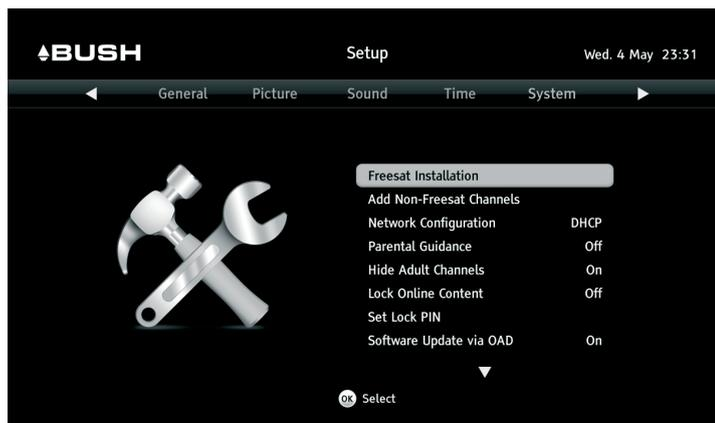 BUSH
Setup
Wed. 4 May 23:31
General Picture Sound Time System
Freesat Installation
Add Non-Freesat Channels
Network Configuration DHCP
Parental Guidance Off
Hide Adult Channels On
Lock Online Content Off
Set Lock PIN
Software Update via OAD On
OK Select